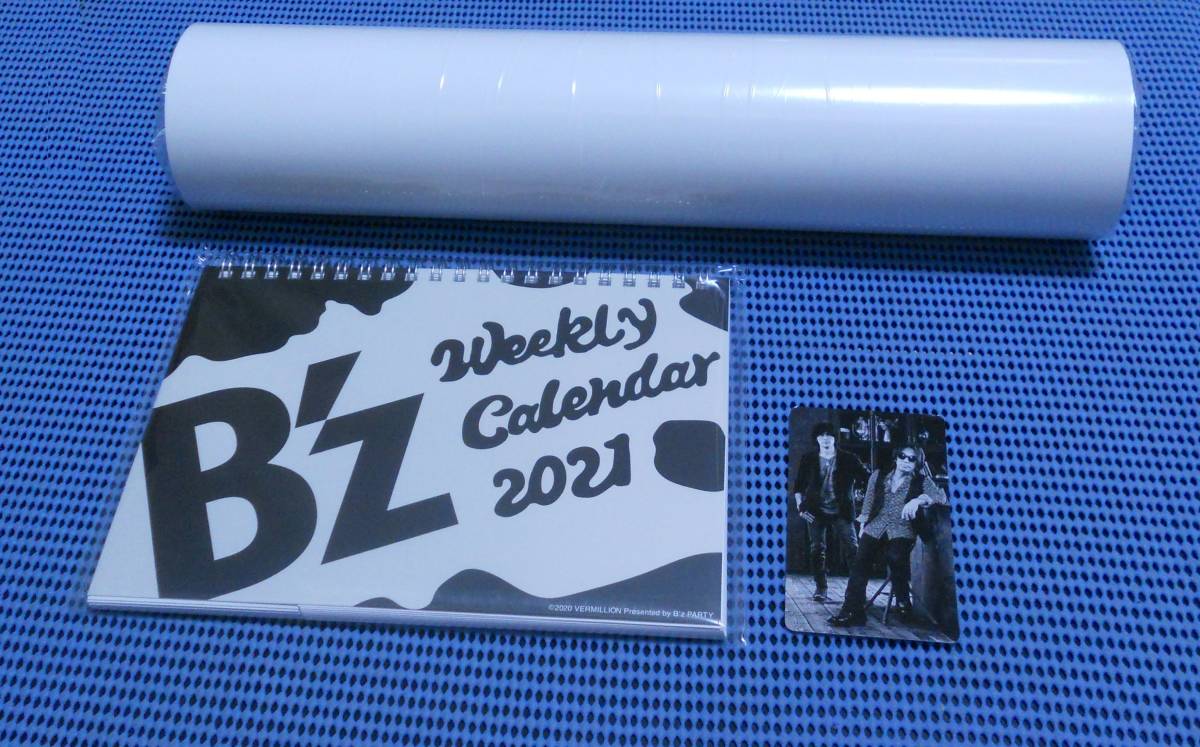 B'z
Weekly
Calendar
2021
©2020 VERMILLION Presented by B'z PARTY